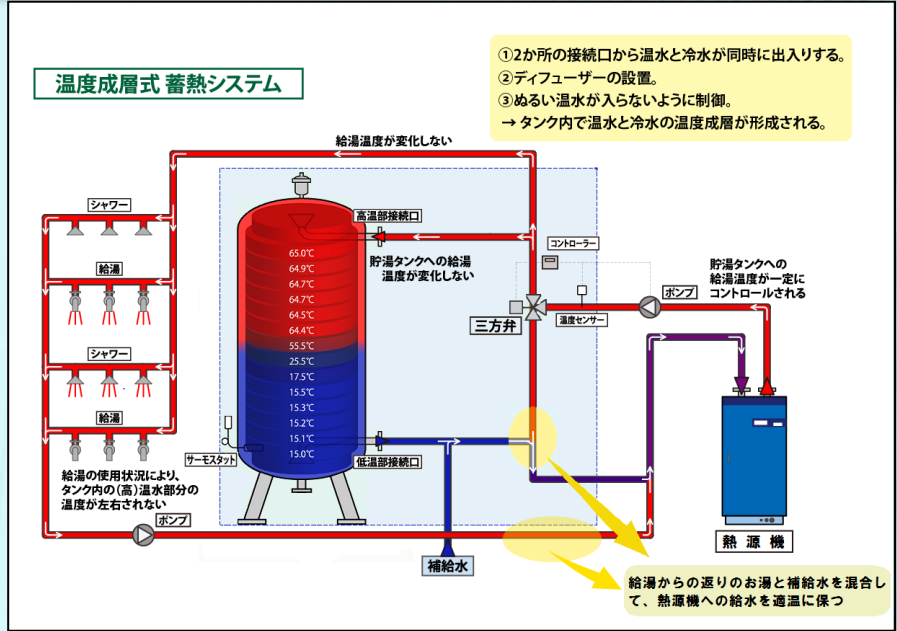 温度成層式 蓄熱システム
①2か所の接続口から温水と冷水が同時に出入りする。
②ディフューザーの設置。
③ぬるい温水が入らないように制御。
→ タンク内で温水と冷水の温度成層が形成される。
給湯温度が変化しない
シャワー
給湯
シャワー
給湯
高温部接続口
貯湯タンクへの給湯
温度が変化しない
コントローラー
貯湯タンクへの
給湯温度が一定に
コントロールされる
ポンプ
温度センサー
三方弁
65.0℃
64.9℃
64.7℃
64.7℃
64.5℃
64.4℃
55.5℃
25.5℃
17.5℃
15.5℃
15.3℃
15.2℃
15.1℃
15.0℃
サーモスタット
低温部接続口
給湯の使用状況により、
タンク内の(高)温水部分の
温度が左右されない
ポンプ
補給水
熱源機
給湯からの返りのお湯と補給水を混合し
て、熱源機への給水を適温に保つ